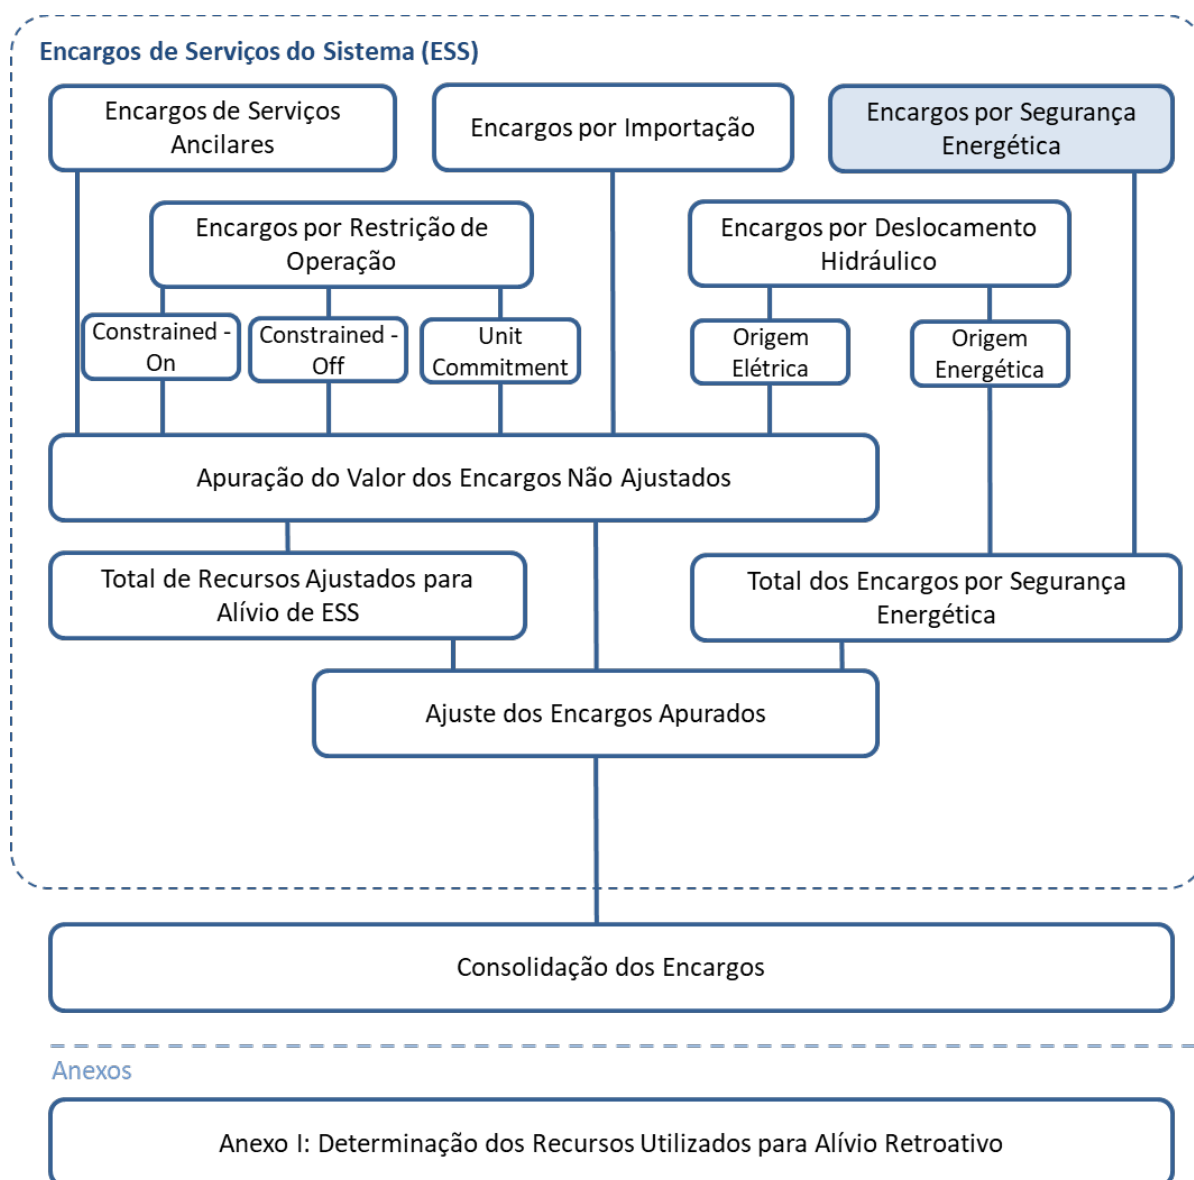 Encargos de Serviços do Sistema (ESS)
Encargos de Serviços
Ancilares
Encargos por Importação
Encargos por Segurança
Energética
Encargos por Restrição de
Operação
Encargos por Deslocamento
Hidráulico
Constrained -
On
Constrained -
Off
Unit
Commitment
Origem
Elétrica
Origem
Energética
Apuração do Valor dos Encargos Não Ajustados
Total de Recursos Ajustados para
Alívio de ESS
Total dos Encargos por Segurança
Energética
Ajuste dos Encargos Apurados
Consolidação dos Encargos
Anexos
Anexo I: Determinação dos Recursos Utilizados para Alívio Retroativo